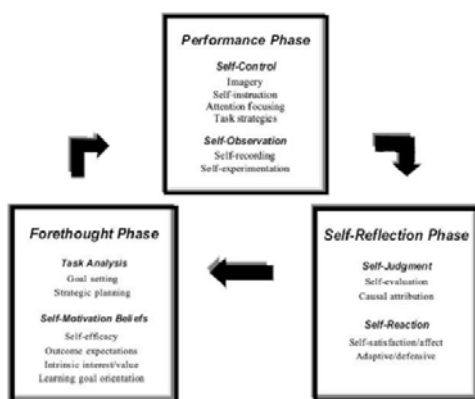 Performance Phase
Self-Control
Imagery
Self-instruction
Attention focusing
Task strategies
Self-Observation
Self-recording
Self-experimentation
Forethought Phase
Task Analysis
Goal setting
Strategic planning
Self-Motivation Beliefs
Self-efficacy
Outcome expectations
Intrinsic interest/value
Learning goal orientation
Self-Reflection Phase
Self-Judgment
Self-evaluation
Causal attribution
Self-Reaction
Self-satisfaction/affect
Adaptive/defensive